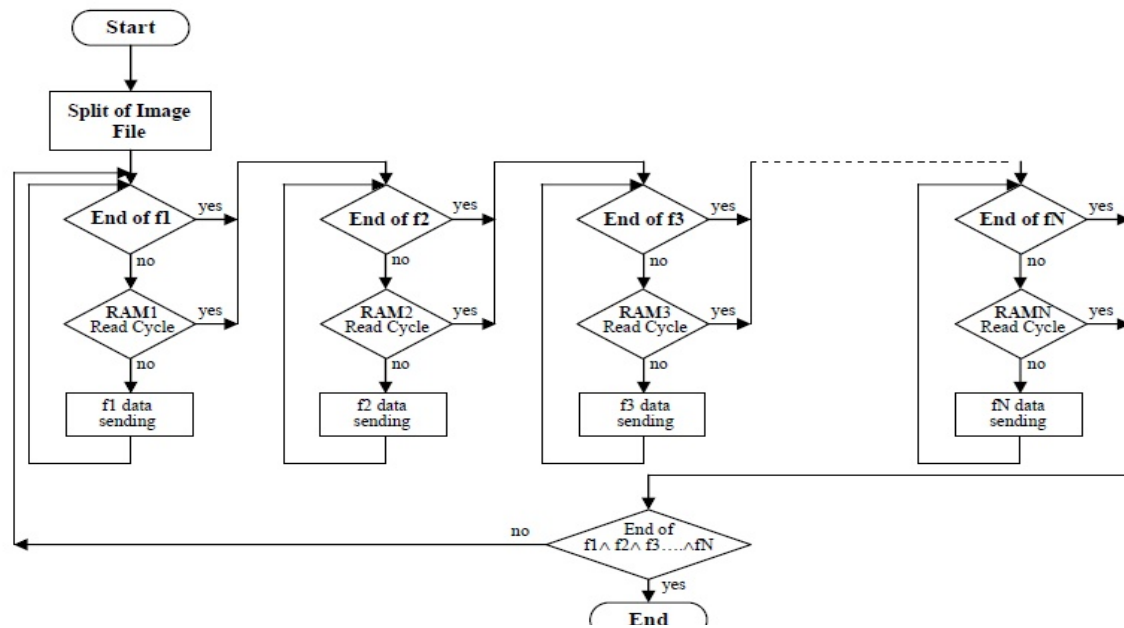 Start
Split of Image
File
End of f1
yes
no
RAM1
Read Cycle
yes
no
f1 data
sending
End of f2
yes
no
RAM2
Read Cycle
yes
no
f2 data
sending
End of f3
yes
no
RAM3
Read Cycle
yes
no
f3 data
sending
End of fN
yes
no
RAMN
Read Cycle
yes
no
fN data
sending
End of
f1∧ f2∧ f3….∧fN
no
yes
End